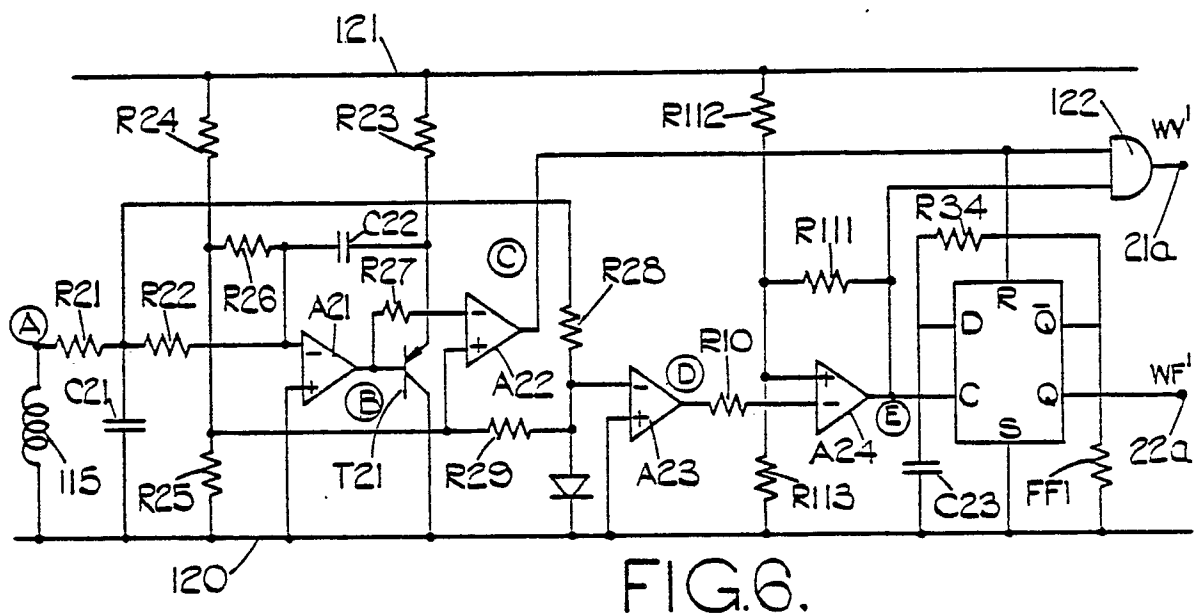 121
R24
R23
R112
122
WV'
21a
R34
C22
R111
R27
C
R28
R26
A
R21
R22
A21
R
D
Q̄
R10
D
C21
A22
C
Q
WF'
B
E
22a
R29
A23
A24
S
115
R25
T21
R113
C23
FF1
120
- + - + - + + -
FIG.6.